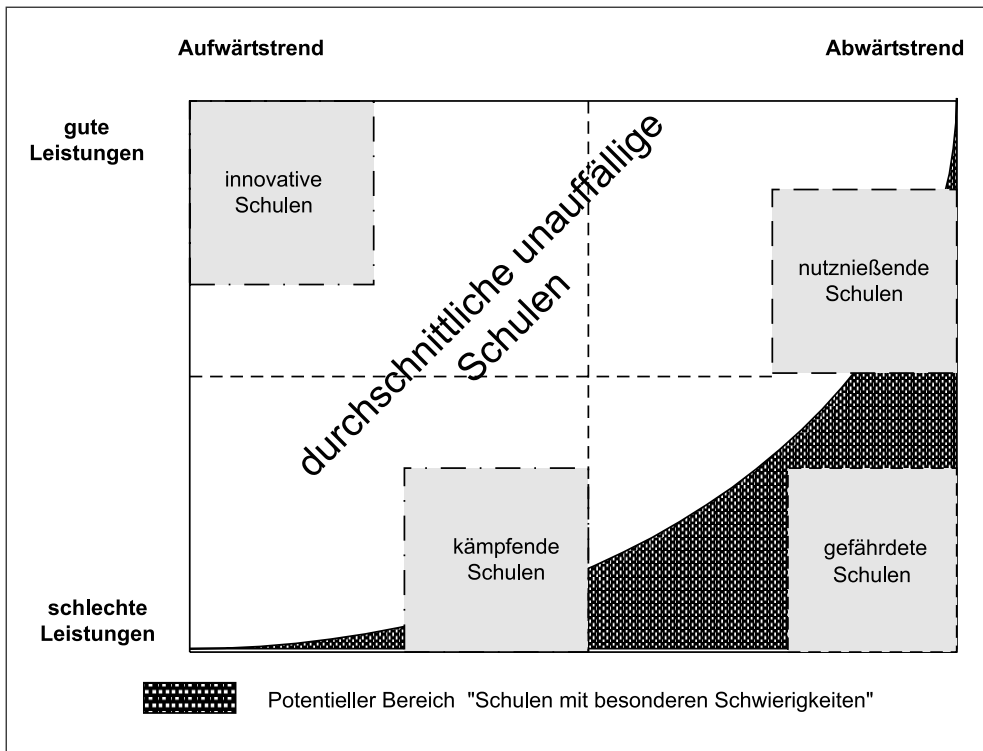 Aufwärtstrend
Abwärtstrend
gute
Leistungen
innovative
Schulen
durchschnittliche unauffällige
Schulen
nutznießende
Schulen
kämpfende
Schulen
gefährdete
Schulen
schlechte
Leistungen
Potentieller Bereich "Schulen mit besonderen Schwierigkeiten"